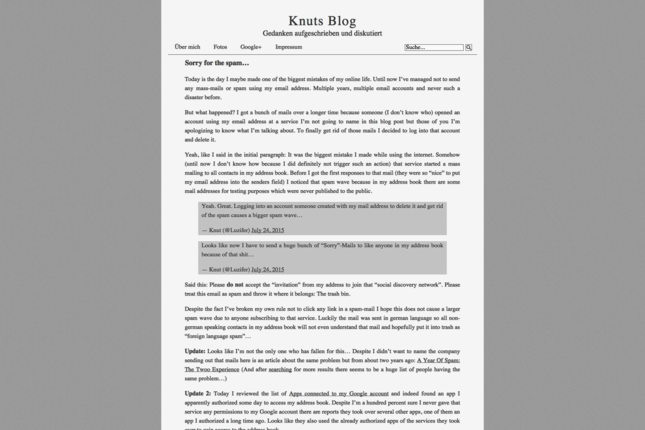 Knuts Blog
Gedanken aufgeschrieben und diskutiert
Über mich Fotos Google+ Impressum Suche...
Sorry for the spam…
Today is the day I maybe made one of the biggest mistakes of my online life. Until now I've managed not to send
any mass-mails or spam using my email address. Multiple years, multiple email accounts and never such a
disaster before.
But what happened? I got a bunch of mails over a longer time because someone (I don't know who) opened an
account using my email address at a service I'm not going to name in this blog post but those of you I'm
apologizing to know what I'm talking about. To finally get rid of those mails I decided to log into that account
and delete it.
Yeah, like I said in the initial paragraph: It was the biggest mistake I made while using the internet. Somehow
(until now I don't know how because I did definitely not trigger such an action) that service started a mass
mailing to all contacts in my address book. Before I got the first responses to that mail (they were so "nice" to put
my email address into the senders field) I noticed that spam wave because in my address book there are some
mail addresses for testing purposes which were never published to the public.
Yeah. Great. Logging into an account someone created with my mail address to delete it and get rid
of the spam causes a bigger spam wave…
— Knut (@Luzifer) July 24, 2015
Looks like now I have to send a huge bunch of "Sorry"-Mails to like anyone in my address book
because of that shit…
— Knut (@Luzifer) July 24, 2015
Said this: Please do not accept the "invitation" from my address to join that "social discovery network". Please
treat this email as spam and throw it where it belongs: The trash bin.
Despite the fact I've broken my own rule not to click any link in a spam-mail I hope this does not cause a larger
spam wave due to anyone subscribing to that service. Luckily the mail was sent in german language so all non-
german speaking contacts in my address book will not even understand that mail and hopefully put it into trash as
"foreign language spam"…
Update: Looks like I'm not the only one who has fallen for this… Despite I didn't want to name the company
sending out that mails here is an article about the same problem but from about two years ago: A Year Of Spam:
The Twoo Experience (And after searching for more results there seems to be a huge list of people having the
same problem…)
Update 2: Today I reviewed the list of Apps connected to my Google account and indeed found an app I
apparently authorized some day to access my address book. Despite I'm a hundred percent sure I never gave that
service any permissions to my Google account there are reports they took over several other apps, one of them an
app I authorized a long time ago. Looks like they also used the already authorized apps of the services they took